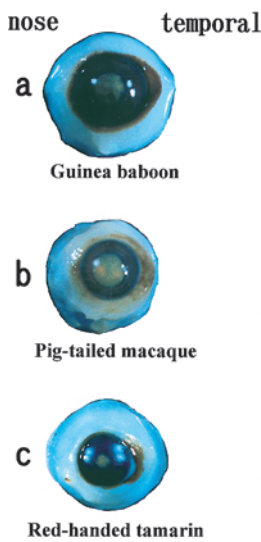 nose temporal
a
Guinea baboon
b
Pig-tailed macaque
c
Red-handed tamarin